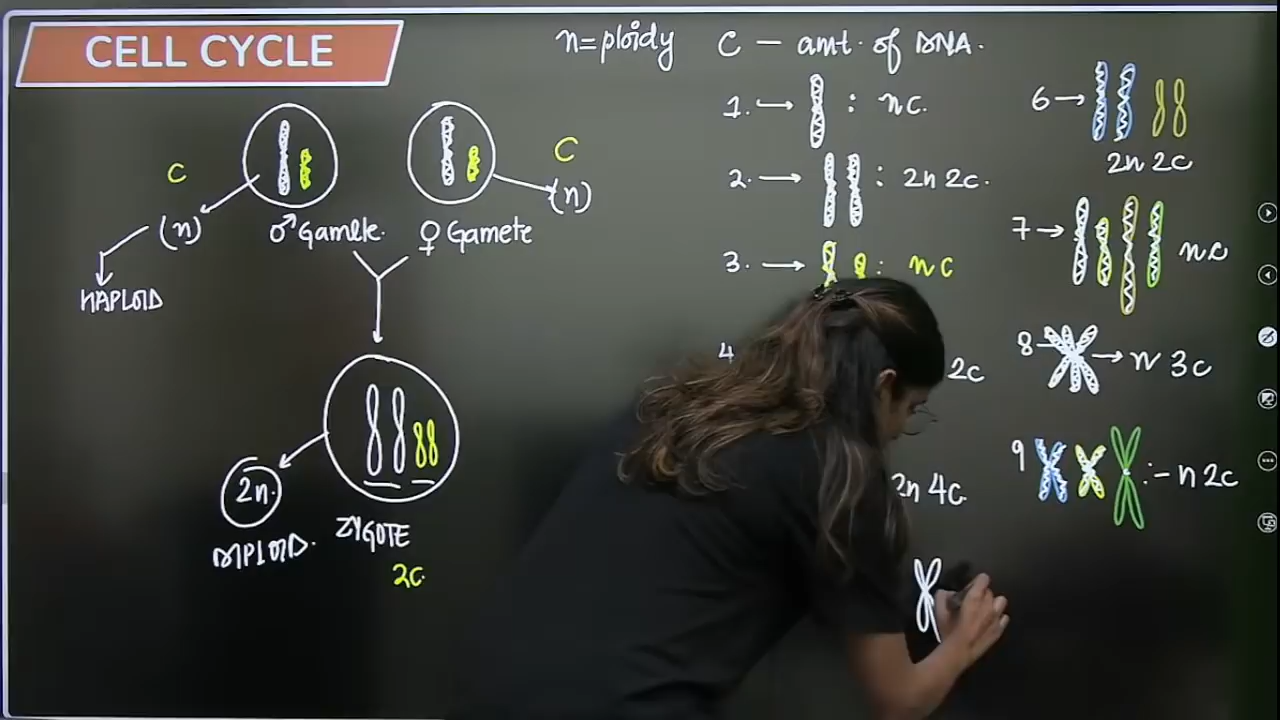 CELL CYCLE
n=ploidy C – amt. of DNA.
C
(n)
HAPLOID
♂ Gamete.
♀ Gamete
C
(n)
2n.
DIPLOID.
ZYGOTE
2C.
1. → : nc.
2. → : 2n 2c.
3. → : nc
4
2c
2n 4c.
6 →
2n 2c
7 → nc
8 → n 3c
9 :- n 2c